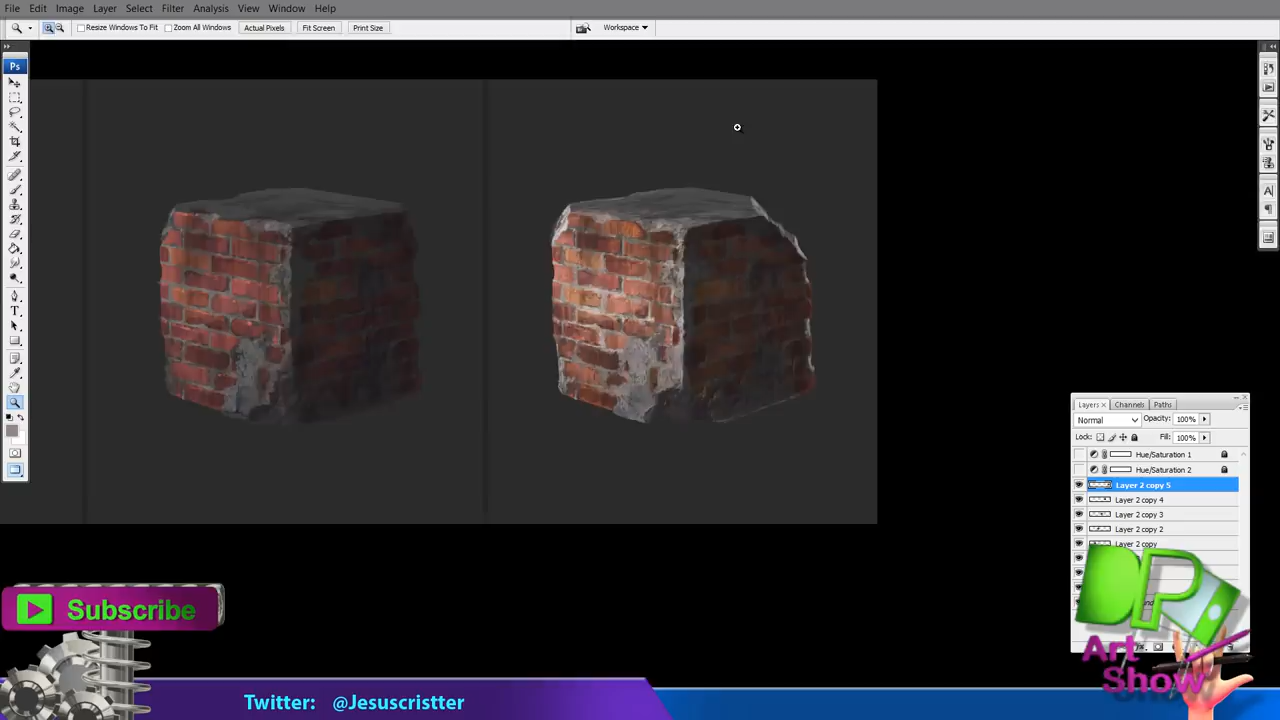 File Edit Image Layer Select Filter Analysis View Window Help
Resize Windows To Fit Zoom All Windows Actual Pixels Fit Screen Print Size Workspace
Ps
Layers Channels Paths
Normal Opacity: 100%
Lock: Fill: 100%
Hue/Saturation 1
Hue/Saturation 2
Layer 2 copy 5
Layer 2 copy 4
Layer 2 copy 3
Layer 2 copy 2
Layer 2 copy
DP
Art
Show
Subscribe
Twitter: @Jesuscristter